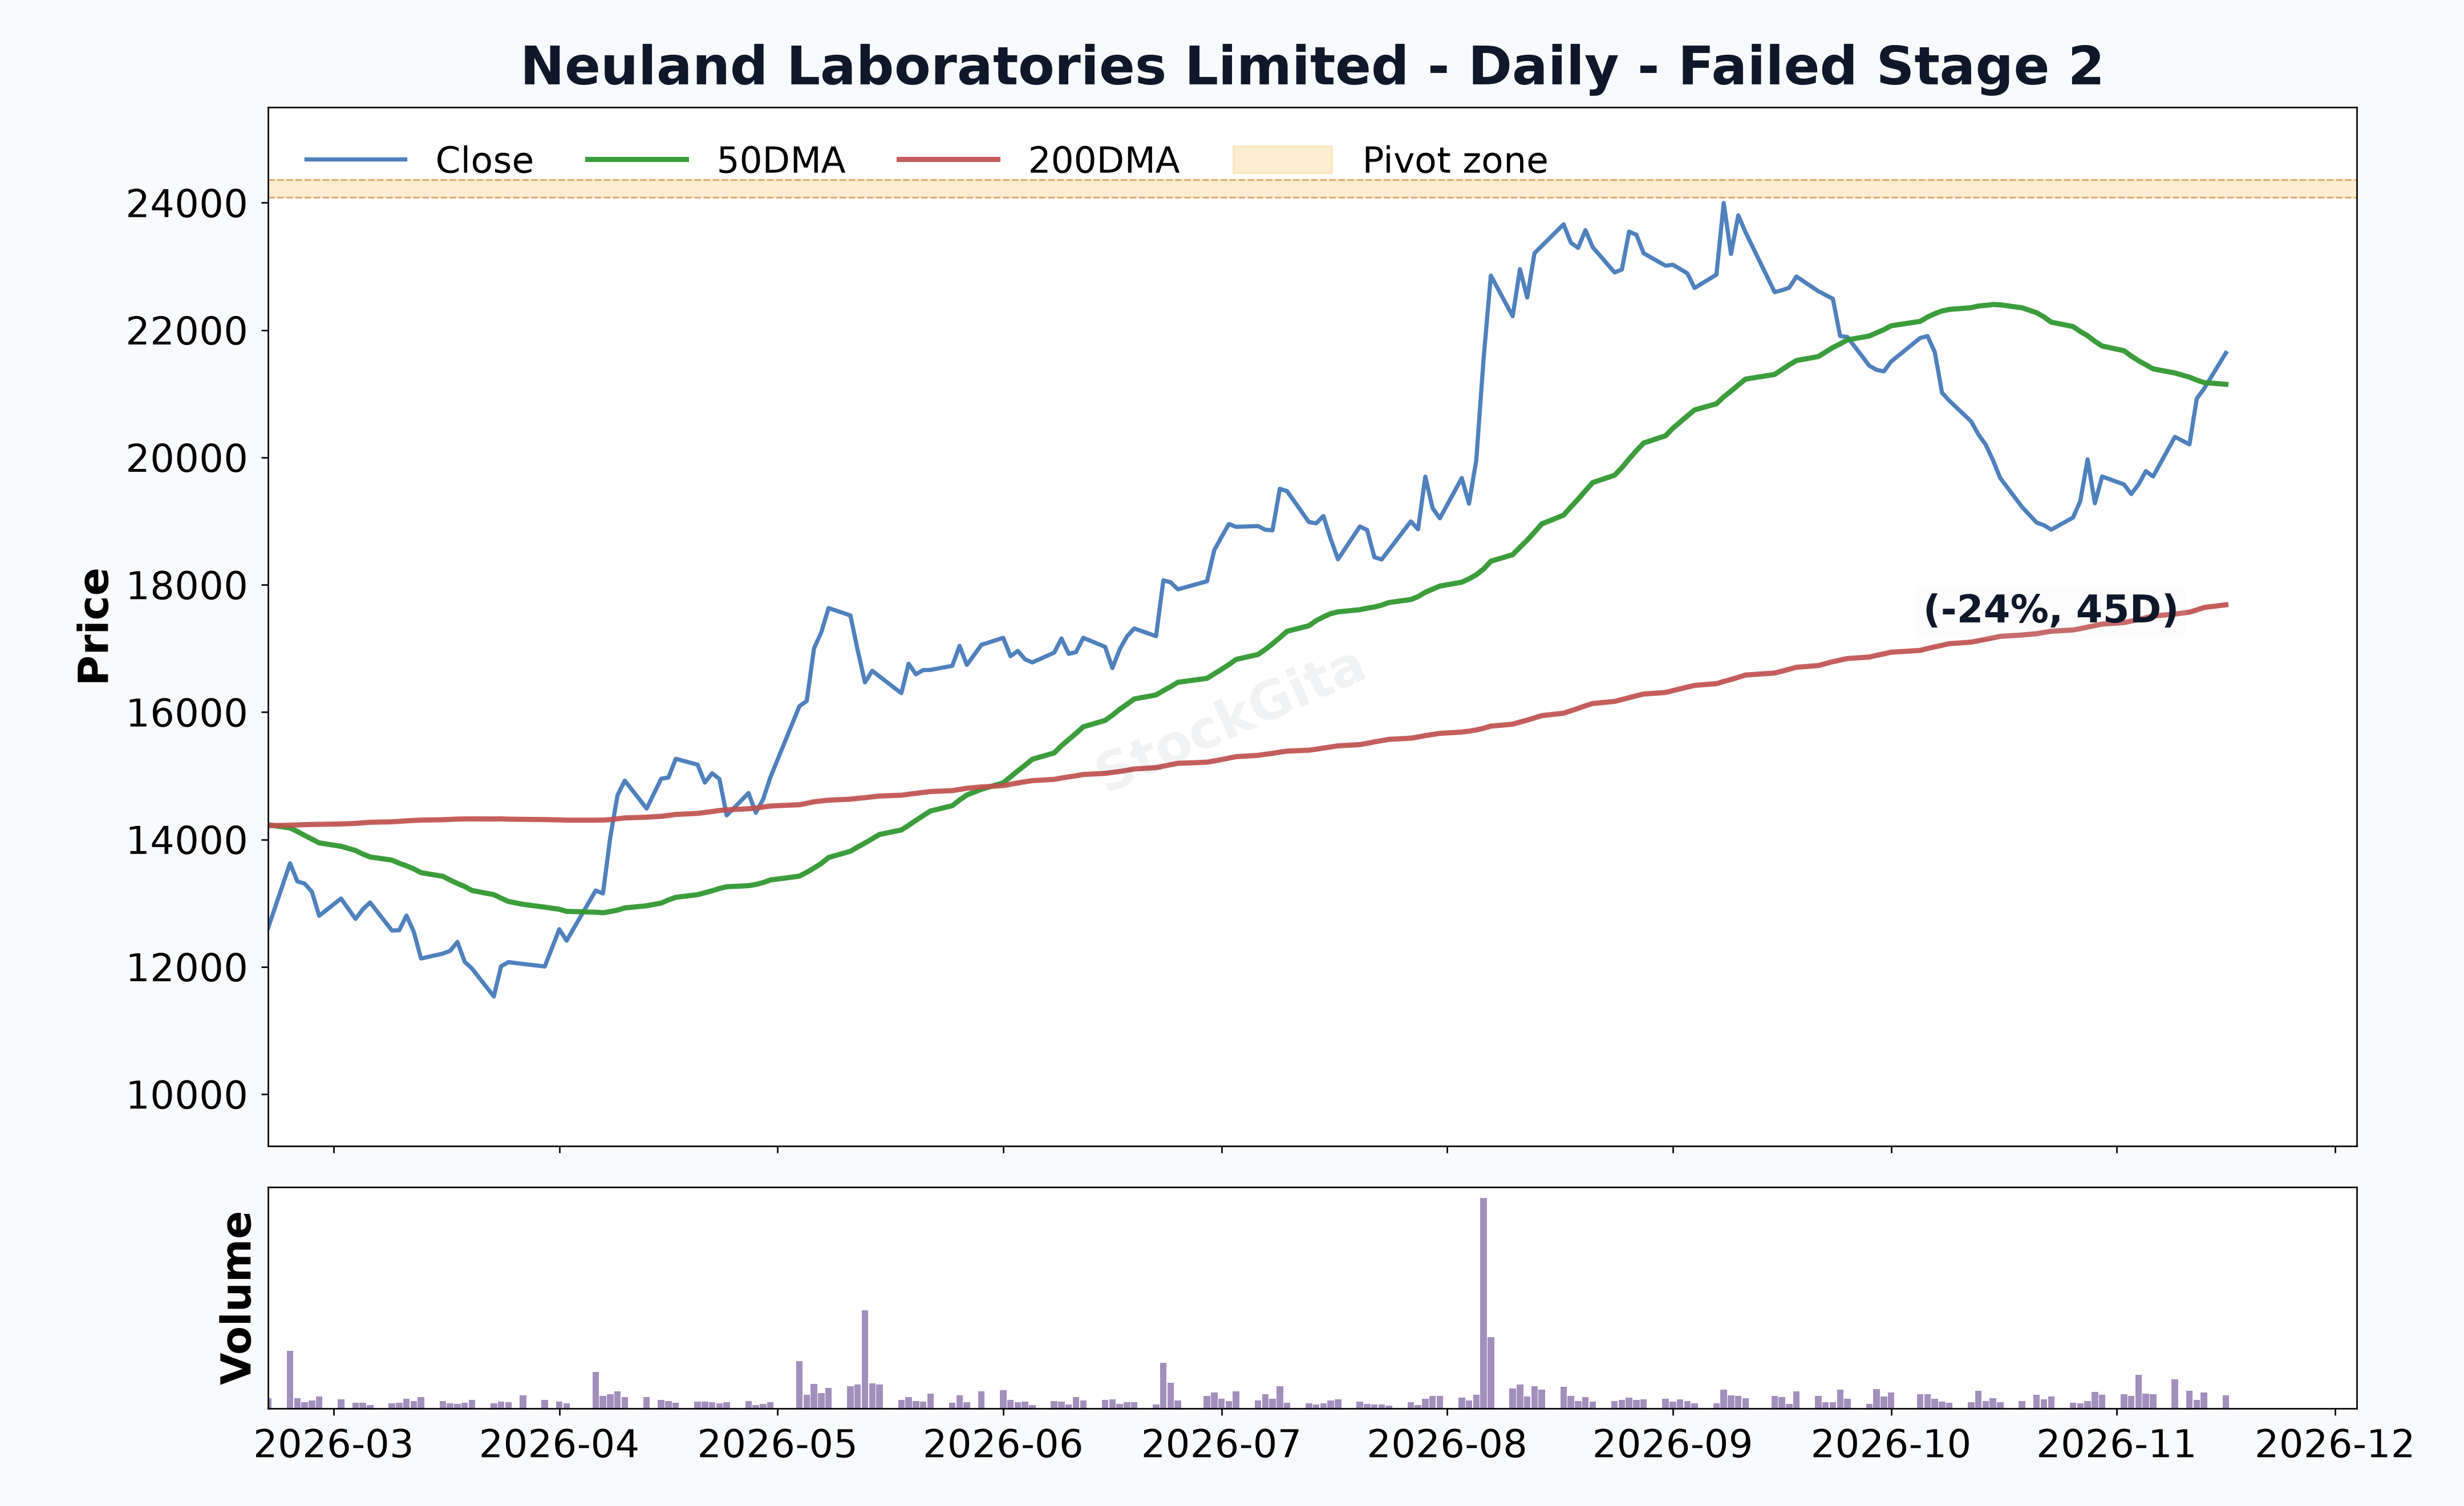 Neuland Laboratories Limited - Daily - Failed Stage 2
Close 50DMA 200DMA Pivot zone
24000
22000
20000
18000
16000
14000
12000
10000
Price
(-24%, 45D)
StockGita
Volume
2026-03 2026-04 2026-05 2026-06 2026-07 2026-08 2026-09 2026-10 2026-11 2026-12